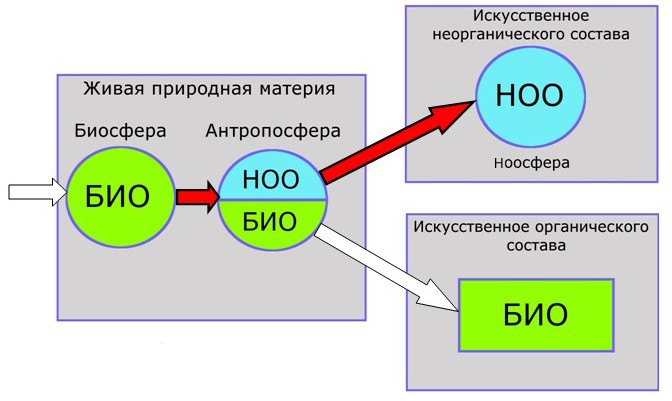 Живая природная материя
Биосфера
Антропосфера
БИО
НОО
БИО
Искусственное
неорганического состава
НОО
Ноосфера
Искусственное органического
состава
БИО